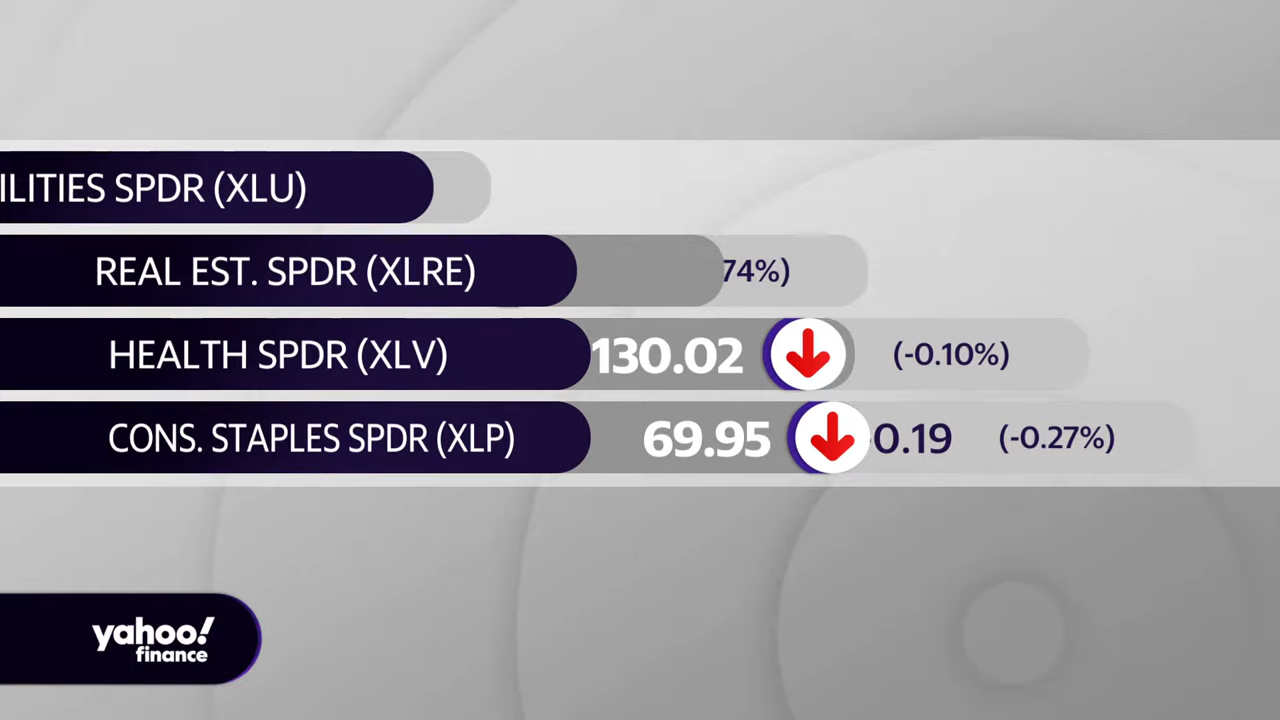 ILITIES SPDR (XLU)
REAL EST. SPDR (XLRE) 74%)
HEALTH SPDR (XLV) 130.02 (-0.10%)
CONS. STAPLES SPDR (XLP) 69.95 0.19 (-0.27%)
yahoo!
finance